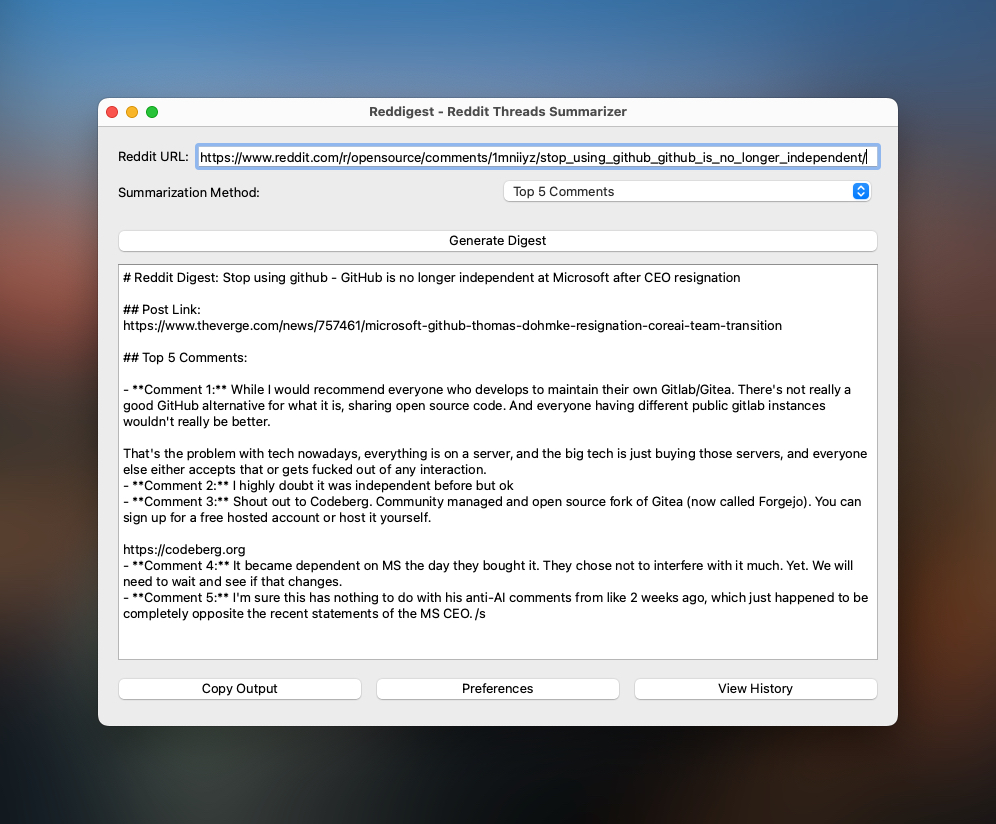 Reddigest - Reddit Threads Summarizer
Reddit URL: https://www.reddit.com/r/opensource/comments/1mniiyz/stop_using_github_github_is_no_longer_independent/
Summarization Method: Top 5 Comments
Generate Digest
# Reddit Digest: Stop using github - GitHub is no longer independent at Microsoft after CEO resignation
## Post Link:
https://www.theverge.com/news/757461/microsoft-github-thomas-dohmke-resignation-coreai-team-transition
## Top 5 Comments:
- **Comment 1:** While I would recommend everyone who develops to maintain their own Gitlab/Gitea. There's not really a
good GitHub alternative for what it is, sharing open source code. And everyone having different public gitlab instances
wouldn't really be better.
That's the problem with tech nowadays, everything is on a server, and the big tech is just buying those servers, and everyone
else either accepts that or gets fucked out of any interaction.
- **Comment 2:** I highly doubt it was independent before but ok
- **Comment 3:** Shout out to Codeberg. Community managed and open source fork of Gitea (now called Forgejo). You can
sign up for a free hosted account or host it yourself.
https://codeberg.org
- **Comment 4:** It became dependent on MS the day they bought it. They chose not to interfere with it much. Yet. We will
need to wait and see if that changes.
- **Comment 5:** I'm sure this has nothing to do with his anti-AI comments from like 2 weeks ago, which just happened to be
completely opposite the recent statements of the MS CEO. /s
Copy Output Preferences View History